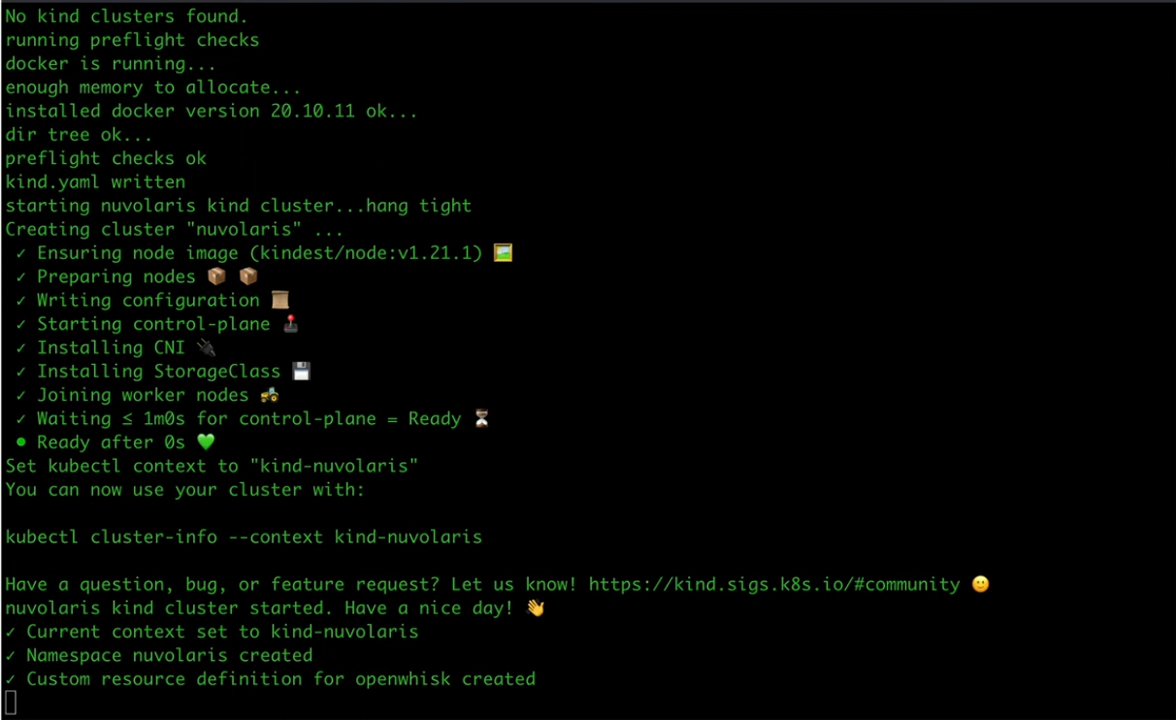 No kind clusters found.
running preflight checks
docker is running...
enough memory to allocate...
installed docker version 20.10.11 ok...
dir tree ok...
preflight checks ok
kind.yaml written
starting nuvolaris kind cluster...hang tight
Creating cluster "nuvolaris" ...
✓ Ensuring node image (kindest/node:v1.21.1) 🖼
✓ Preparing nodes 📦 📦
✓ Writing configuration 📜
✓ Starting control-plane 🕹
✓ Installing CNI 🔌
✓ Installing StorageClass 💾
✓ Joining worker nodes 🚜
✓ Waiting ≤ 1m0s for control-plane = Ready ⏳
• Ready after 0s 💚
Set kubectl context to "kind-nuvolaris"
You can now use your cluster with:
kubectl cluster-info --context kind-nuvolaris
Have a question, bug, or feature request? Let us know! https://kind.sigs.k8s.io/#community 🙂
nuvolaris kind cluster started. Have a nice day! 👋
✓ Current context set to kind-nuvolaris
✓ Namespace nuvolaris created
✓ Custom resource definition for openwhisk created